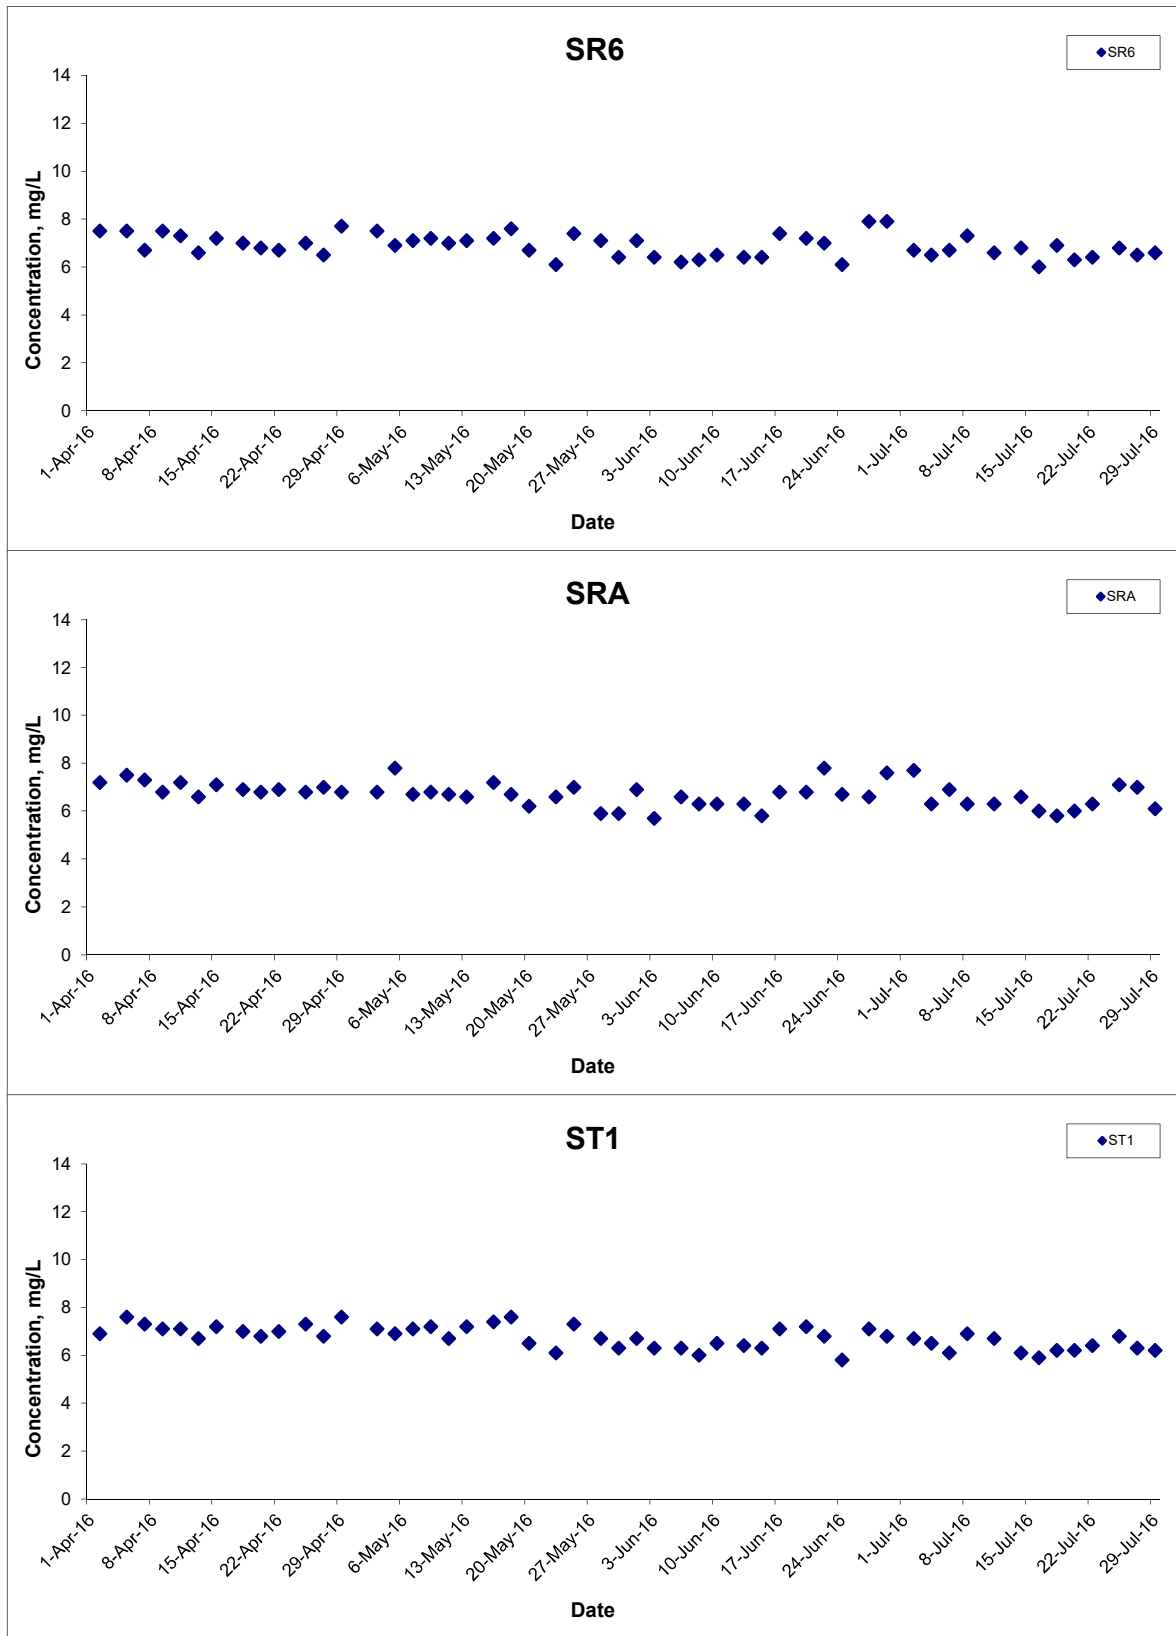 SR6
SR6
14
12
10
8
6
4
2
0
Concentration, mg/L
1-Apr-16
8-Apr-16
15-Apr-16
22-Apr-16
29-Apr-16
6-May-16
13-May-16
20-May-16
27-May-16
3-Jun-16
10-Jun-16
17-Jun-16
24-Jun-16
1-Jul-16
8-Jul-16
15-Jul-16
22-Jul-16
29-Jul-16
Date
SRA
SRA
14
12
10
8
6
4
2
0
Concentration, mg/L
1-Apr-16
8-Apr-16
15-Apr-16
22-Apr-16
29-Apr-16
6-May-16
13-May-16
20-May-16
27-May-16
3-Jun-16
10-Jun-16
17-Jun-16
24-Jun-16
1-Jul-16
8-Jul-16
15-Jul-16
22-Jul-16
29-Jul-16
Date
ST1
ST1
14
12
10
8
6
4
2
0
Concentration, mg/L
1-Apr-16
8-Apr-16
15-Apr-16
22-Apr-16
29-Apr-16
6-May-16
13-May-16
20-May-16
27-May-16
3-Jun-16
10-Jun-16
17-Jun-16
24-Jun-16
1-Jul-16
8-Jul-16
15-Jul-16
22-Jul-16
29-Jul-16
Date